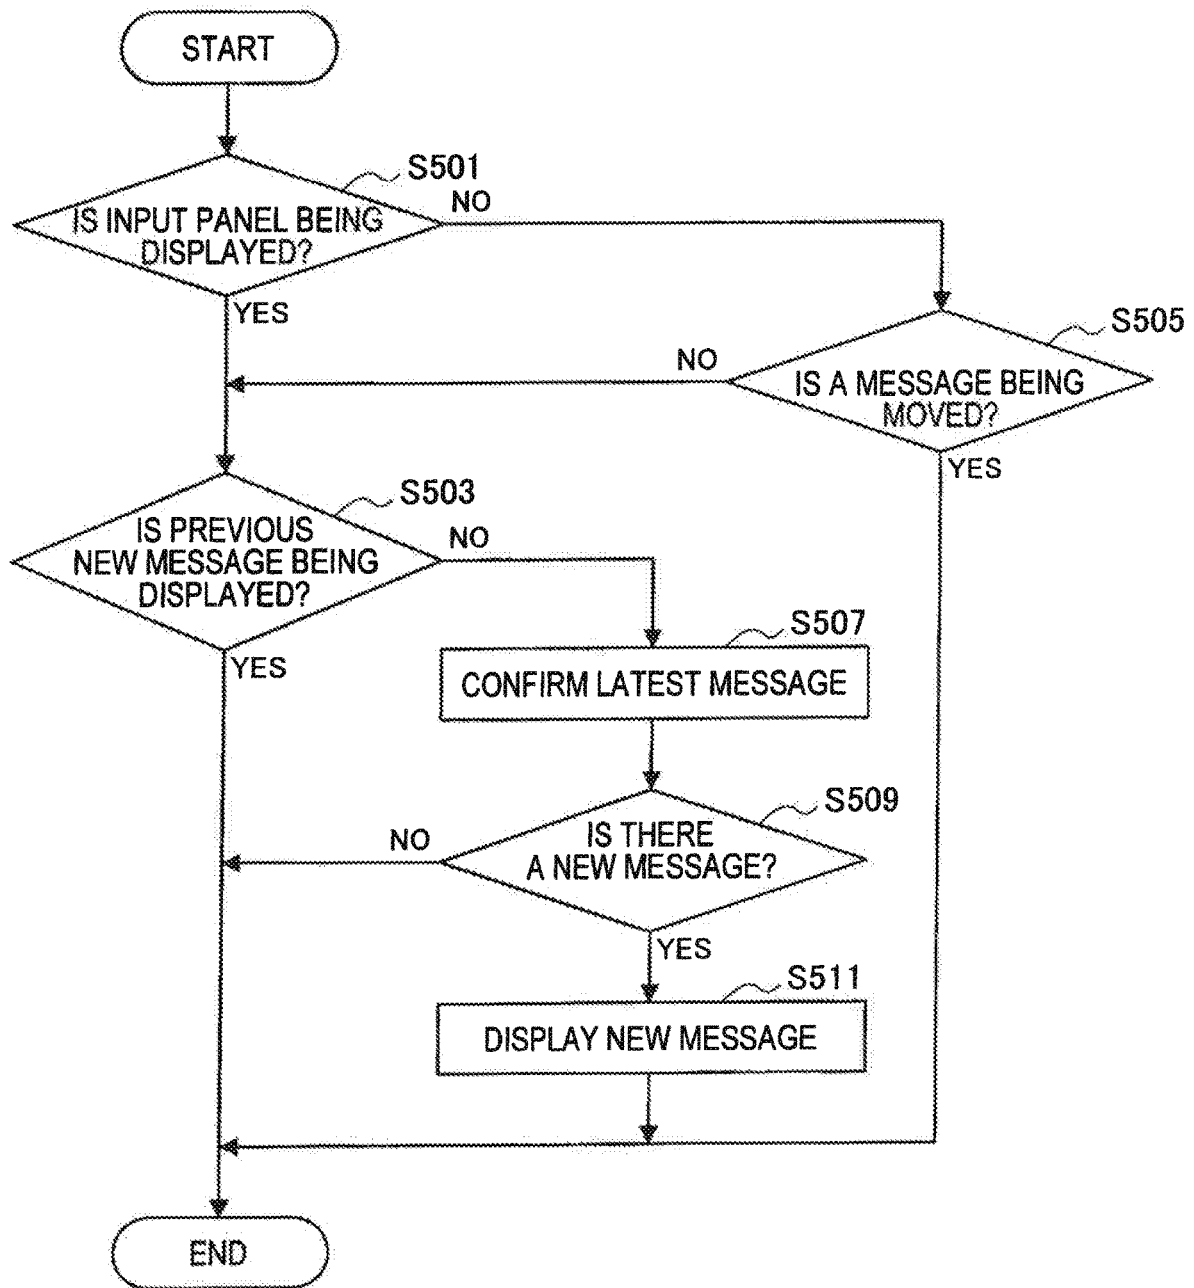 START
S501
IS INPUT PANEL BEING
DISPLAYED?
NO
YES
S505
IS A MESSAGE BEING
MOVED?
NO
YES
S503
IS PREVIOUS
NEW MESSAGE BEING
DISPLAYED?
NO
YES
S507
CONFIRM LATEST MESSAGE
S509
IS THERE
A NEW MESSAGE?
NO
YES
S511
DISPLAY NEW MESSAGE
END